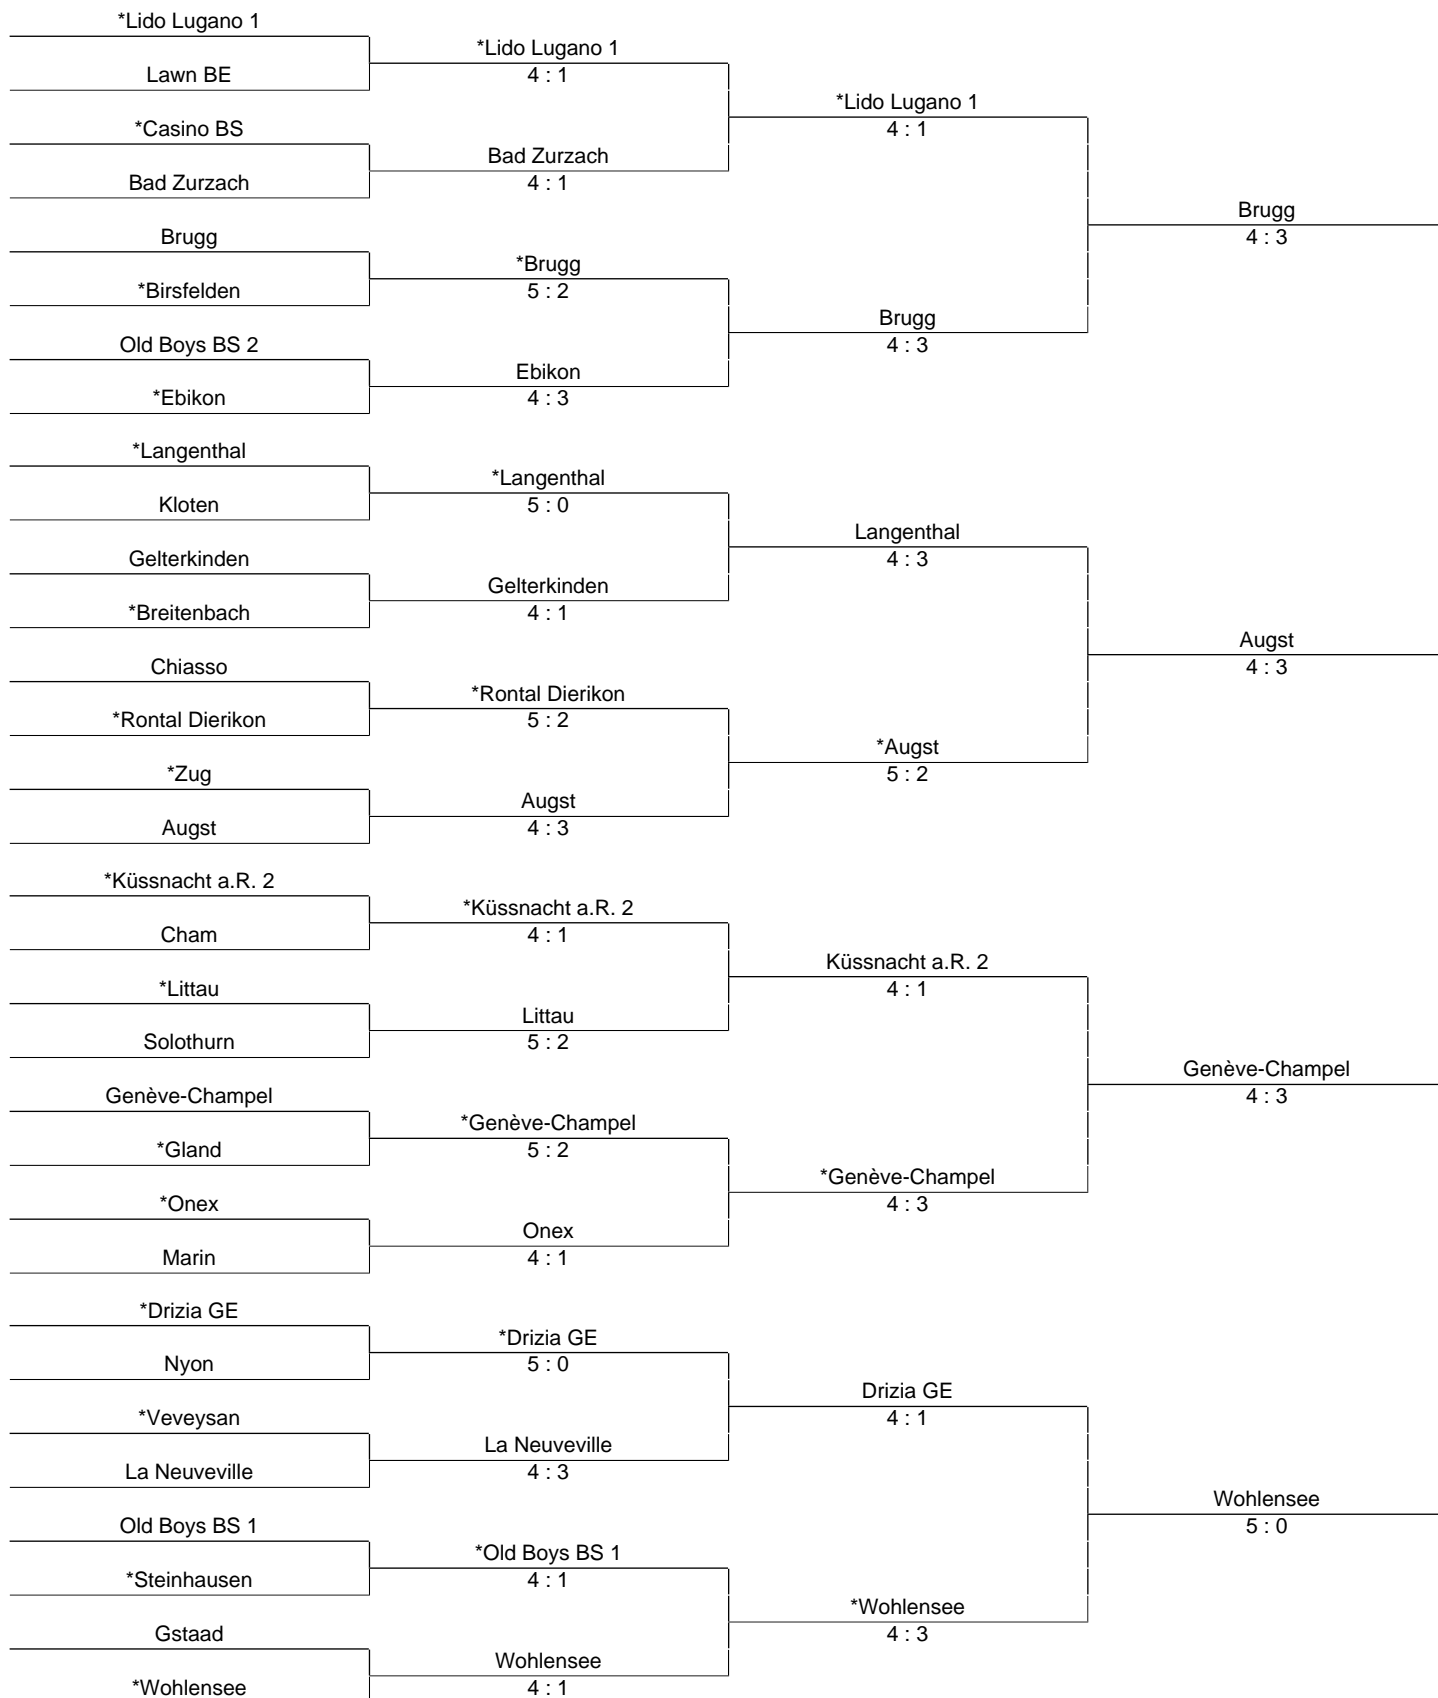 *Lido Lugano 1
Lawn BE
*Casino BS
Bad Zurzach
Brugg
*Birsfelden
Old Boys BS 2
*Ebikon
*Langenthal
Kloten
Gelterkinden
*Breitenbach
Chiasso
*Rontal Dierikon
*Zug
Augst
*Küssnacht a.R. 2
Cham
*Littau
Solothurn
Genève-Champel
*Gland
*Onex
Marin
*Drizia GE
Nyon
*Veveysan
La Neuveville
Old Boys BS 1
*Steinhausen
Gstaad
*Wohlensee
*Lido Lugano 1
4 : 1
Bad Zurzach
4 : 1
*Brugg
5 : 2
Ebikon
4 : 3
*Langenthal
5 : 0
Gelterkinden
4 : 1
*Rontal Dierikon
5 : 2
Augst
4 : 3
*Küssnacht a.R. 2
4 : 1
Littau
5 : 2
*Genève-Champel
5 : 2
Onex
4 : 1
*Drizia GE
5 : 0
La Neuveville
4 : 3
*Old Boys BS 1
4 : 1
Wohlensee
4 : 1
*Lido Lugano 1
4 : 1
Brugg
4 : 3
Langenthal
4 : 3
*Augst
5 : 2
Küssnacht a.R. 2
4 : 1
*Genève-Champel
4 : 3
Drizia GE
4 : 1
*Wohlensee
4 : 3
Brugg
4 : 3
Augst
4 : 3
Genève-Champel
4 : 3
Wohlensee
5 : 0